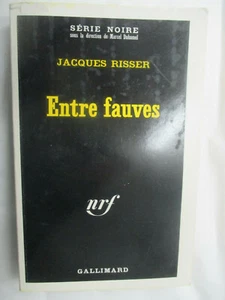 SÉRIE NOIRE
sous la direction de Marcel Duhamel
JACQUES RISSER
Entre fauves
nrf
GALLIMARD